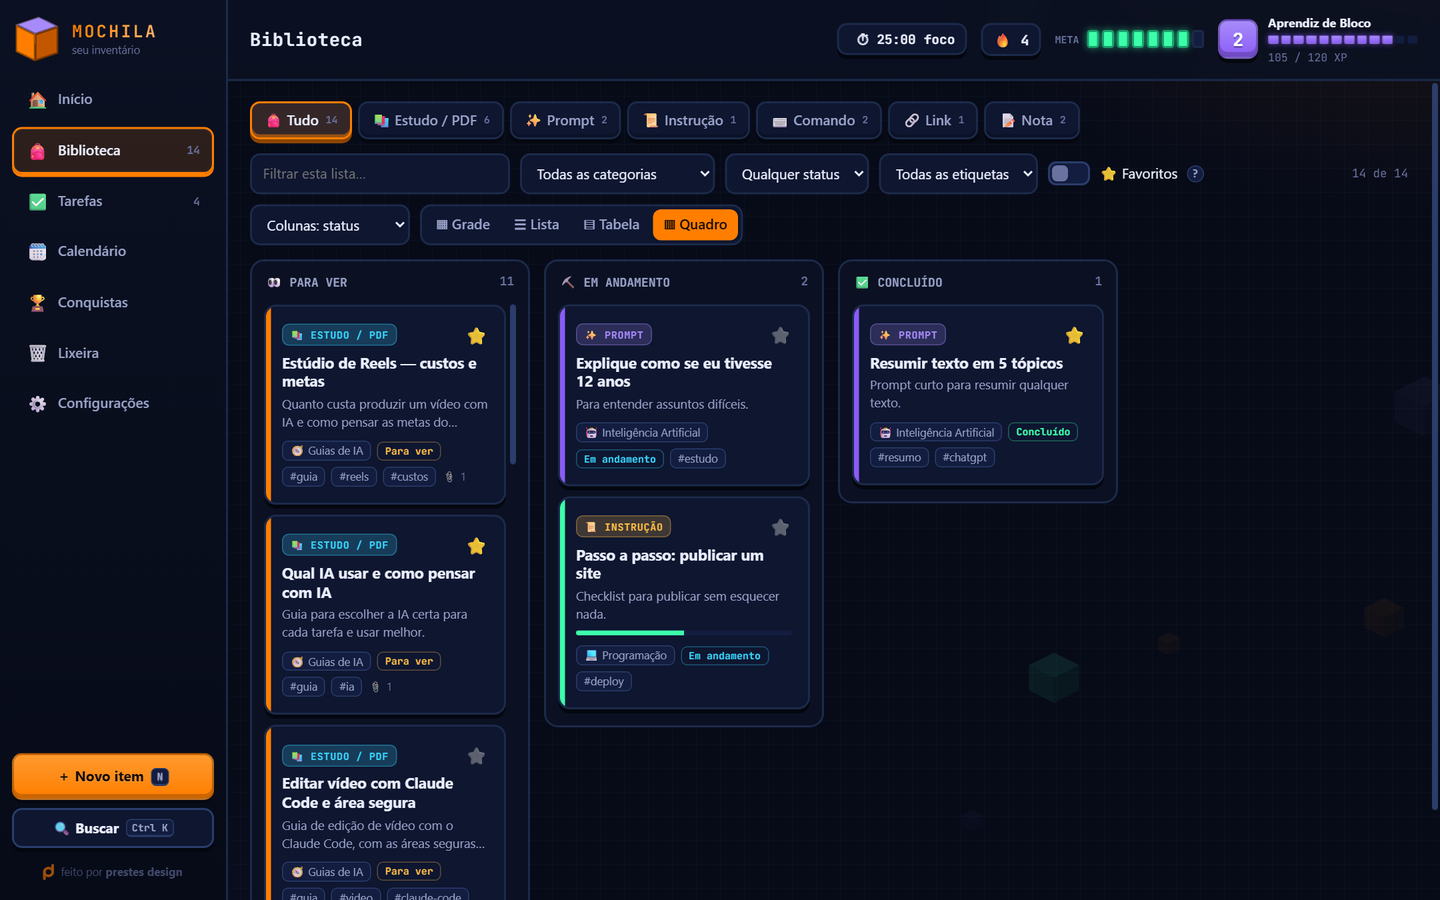 MOCHILA
seu inventário
Início
Biblioteca 14
Tarefas 4
Calendário
Conquistas
Lixeira
Configurações
+ Novo item N
Buscar Ctrl K
feito por prestes design
Biblioteca
25:00 foco
4
META
2
Aprendiz de Bloco
105 / 120 XP
Tudo 14
Estudo / PDF 6
Prompt 2
Instrução 1
Comando 2
Link 1
Nota 2
Filtrar esta lista...
Todas as categorias
Qualquer status
Todas as etiquetas
Favoritos ?
14 de 14
Colunas: status
Grade
Lista
Tabela
Quadro
PARA VER 11
ESTUDO / PDF
Estúdio de Reels — custos e
metas
Quanto custa produzir um vídeo com
IA e como pensar as metas do...
Guias de IA
Para ver
#guia
#reels
#custos
1
ESTUDO / PDF
Qual IA usar e como pensar
com IA
Guia para escolher a IA certa para
cada tarefa e usar melhor.
Guias de IA
Para ver
#guia
#ia
1
ESTUDO / PDF
Editar vídeo com Claude
Code e área segura
Guia de edição de vídeo com o
Claude Code, com as áreas seguras...
Guias de IA
Para ver
#guia
#video
#claude-code
EM ANDAMENTO 2
PROMPT
Explique como se eu tivesse
12 anos
Para entender assuntos difíceis.
Inteligência Artificial
Em andamento
#estudo
INSTRUÇÃO
Passo a passo: publicar um
site
Checklist para publicar sem esquecer
nada.
Programação
Em andamento
#deploy
CONCLUÍDO 1
PROMPT
Resumir texto em 5 tópicos
Prompt curto para resumir qualquer
texto.
Inteligência Artificial
Concluído
#resumo
#chatgpt